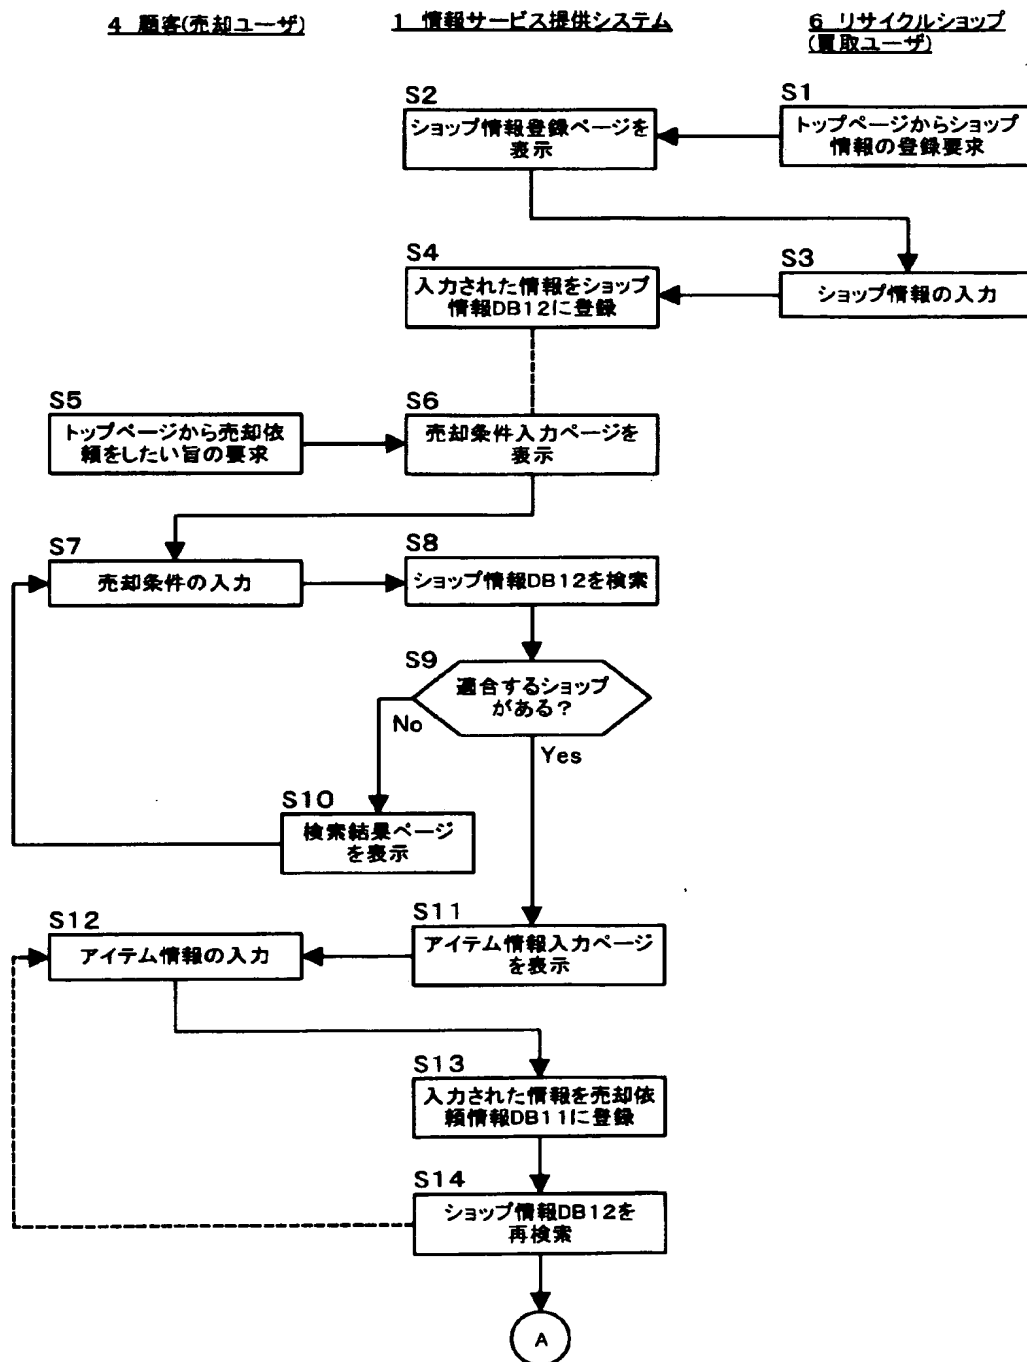 4 顧客(売却ユーザ)
1 情報サービス提供システム
6 リサイクルショップ
(買取ユーザ)
S1
トップページからショップ
情報の登録要求
S2
ショップ情報登録ページを
表示
S3
ショップ情報の入力
S4
入力された情報をショップ
情報DB12に登録
S5
トップページから売却依
頼をしたい旨の要求
S6
売却条件入力ページを
表示
S7
売却条件の入力
S8
ショップ情報DB12を検索
S9
適合するショップ
がある?
No
Yes
S10
検索結果ページ
を表示
S11
アイテム情報入力ページ
を表示
S12
アイテム情報の入力
S13
入力された情報を売却依
頼情報DB11に登録
S14
ショップ情報DB12を
再検索
A